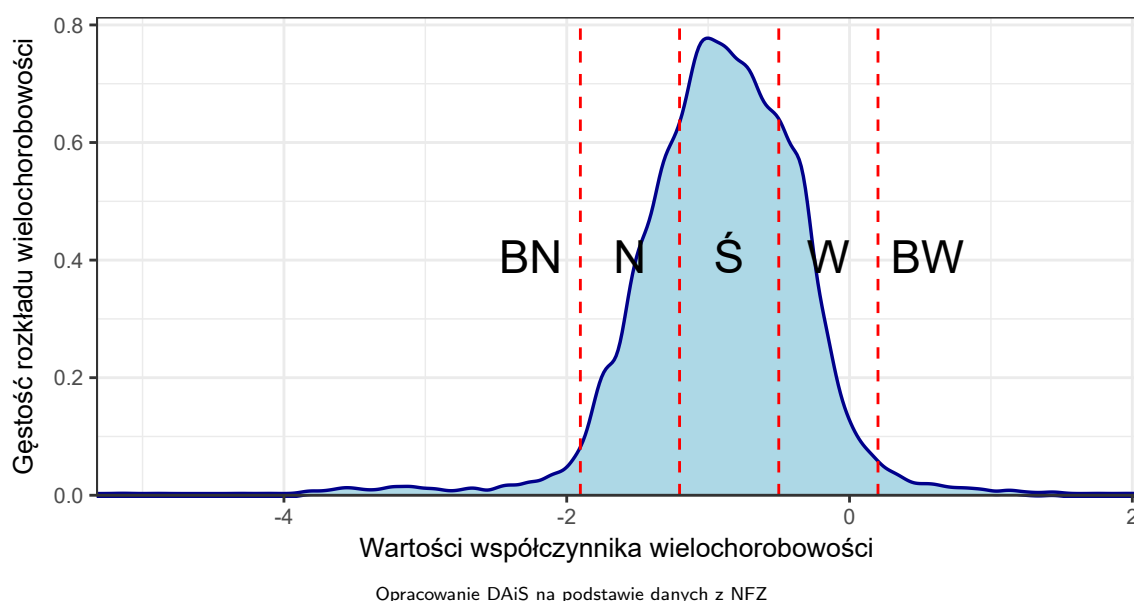 Gęstość rozkładu wielochorobowości
0.8
0.6
0.4
0.2
0.0
BN N Ś W BW
-4 -2 0 2
Wartości współczynnika wielochorobowości
Opracowanie DAiS na podstawie danych z NFZ